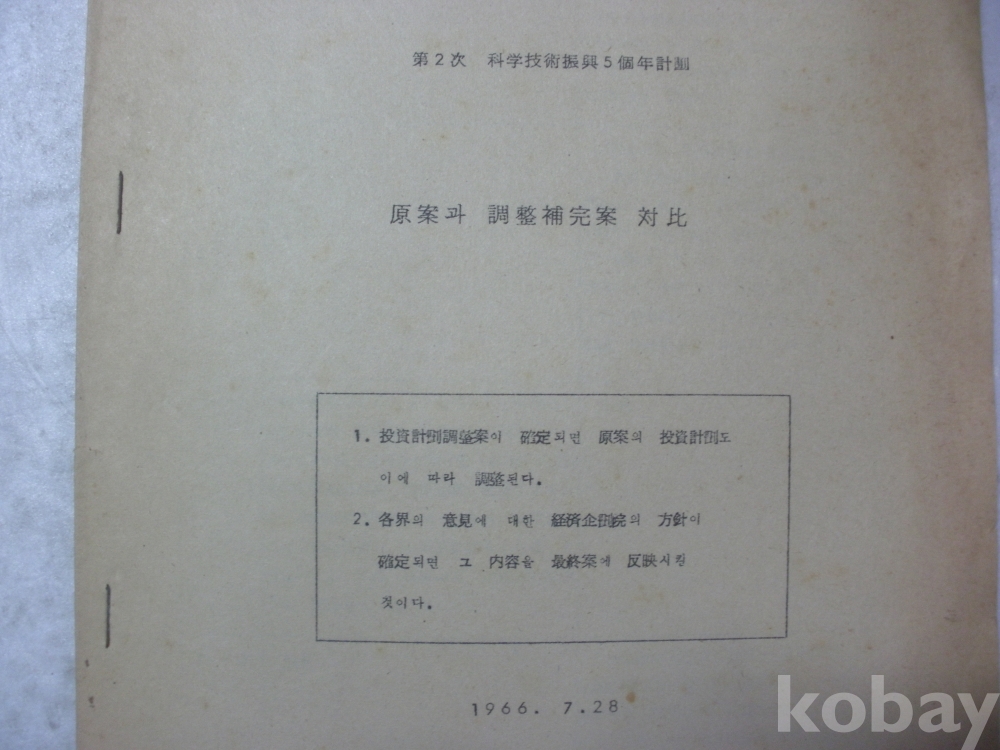 第2次 科学技術振興5個年計劃
原案과 調整補完案 対比
1. 投資計劃調整案이 確定되면 原案의 投資計劃도
이에 따라 調整된다.
2. 各界의 意見에 대한 経済企劃院의 方針이
確定되면 그 内容을 最終案에 反映시킬
것이다.
1966. 7.28
kobay